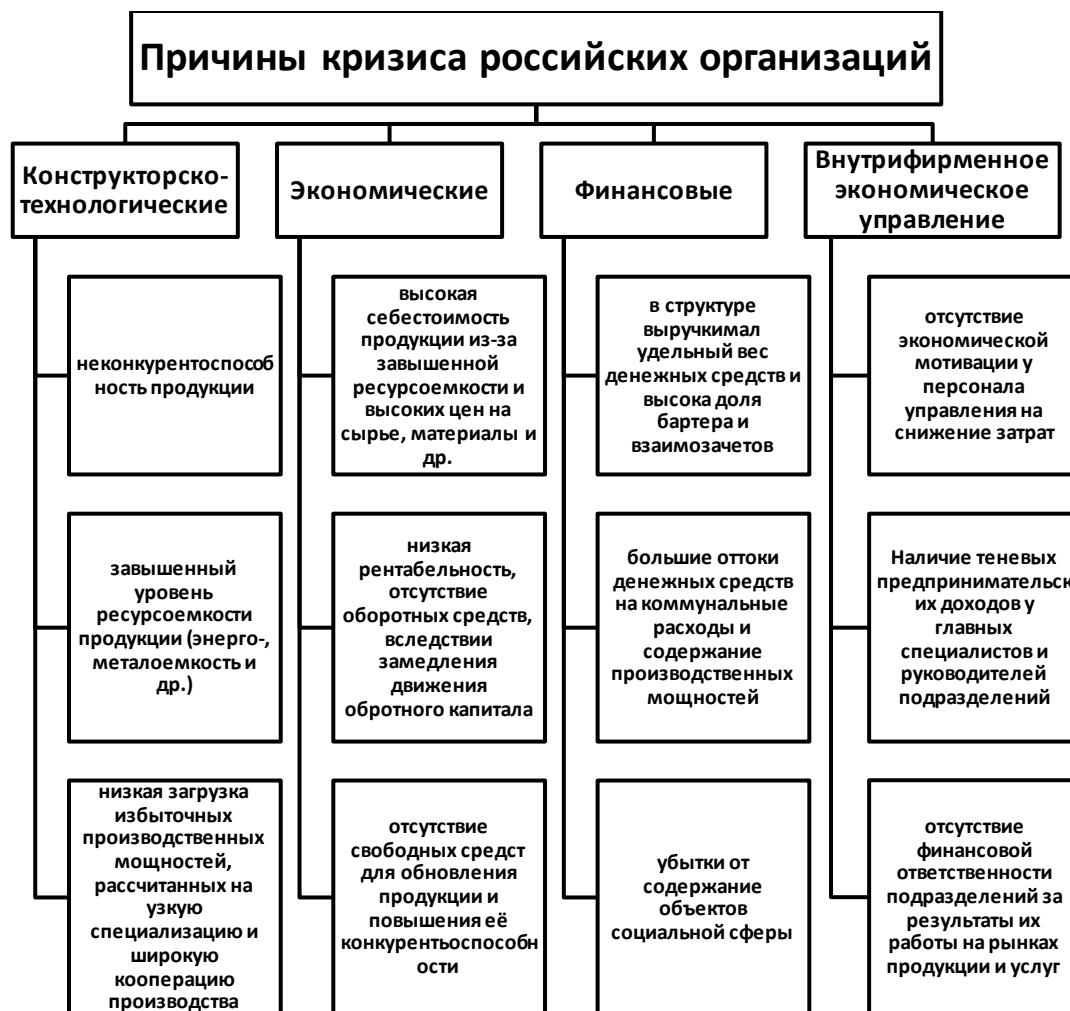 Причины кризиса российских организаций
Конструкторско-
технологические
неконкурентоспособ
ность продукции
завышенный
уровень
ресурсоемкости
продукции (энерго-,
металоемкость и
др.)
низкая загрузка
избыточных
производственных
мощностей,
рассчитанных на
узкую
специализацию и
широкую
кооперацию
производства
Экономические
высокая
себестоимость
продукции из-за
завышенной
ресурсоемкости и
высоких цен на
сырье, материалы и
др.
низкая
рентабельность,
отсутствие
оборотных средств,
вследствии
замедления
движения
обротного капитала
отсутствие
свободных средст
для обновления
продукции и
повышения её
конкурентьоспособн
ости
Финансовые
в структуре
выручкимал
удельный вес
денежных средств и
высока доля
бартера и
взаимозачетов
большие оттоки
денежных средств
на коммунальные
расходы и
содержание
производственных
мощностей
убытки от
содержание
объектов
социальной сферы
Внутрифирменное
экономическое
управление
отсутствие
экономической
мотивации у
персонала
управления на
снижение затрат
Наличие теневых
предпринимательск
их доходов у
главных
специалистов и
руководителей
подразделений
отсутствие
финансовой
ответственности
подразделений за
результаты их
работы на рынках
продукции и услуг